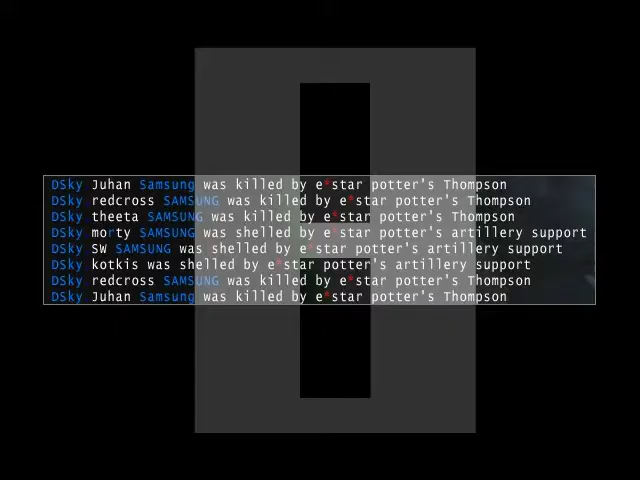 DSky Juhan Samsung was killed by e*star potter's Thompson
DSky redcross SAMSUNG was killed by e*star potter's Thompson
DSky theeta SAMSUNG was killed by e*star potter's Thompson
DSky morty SAMSUNG was shelled by e*star potter's artillery support
DSky SW SAMSUNG was shelled by e*star potter's artillery support
DSky kotkis was shelled by e*star potter's artillery support
DSky redcross SAMSUNG was killed by e*star potter's Thompson
DSky Juhan Samsung was killed by e*star potter's Thompson